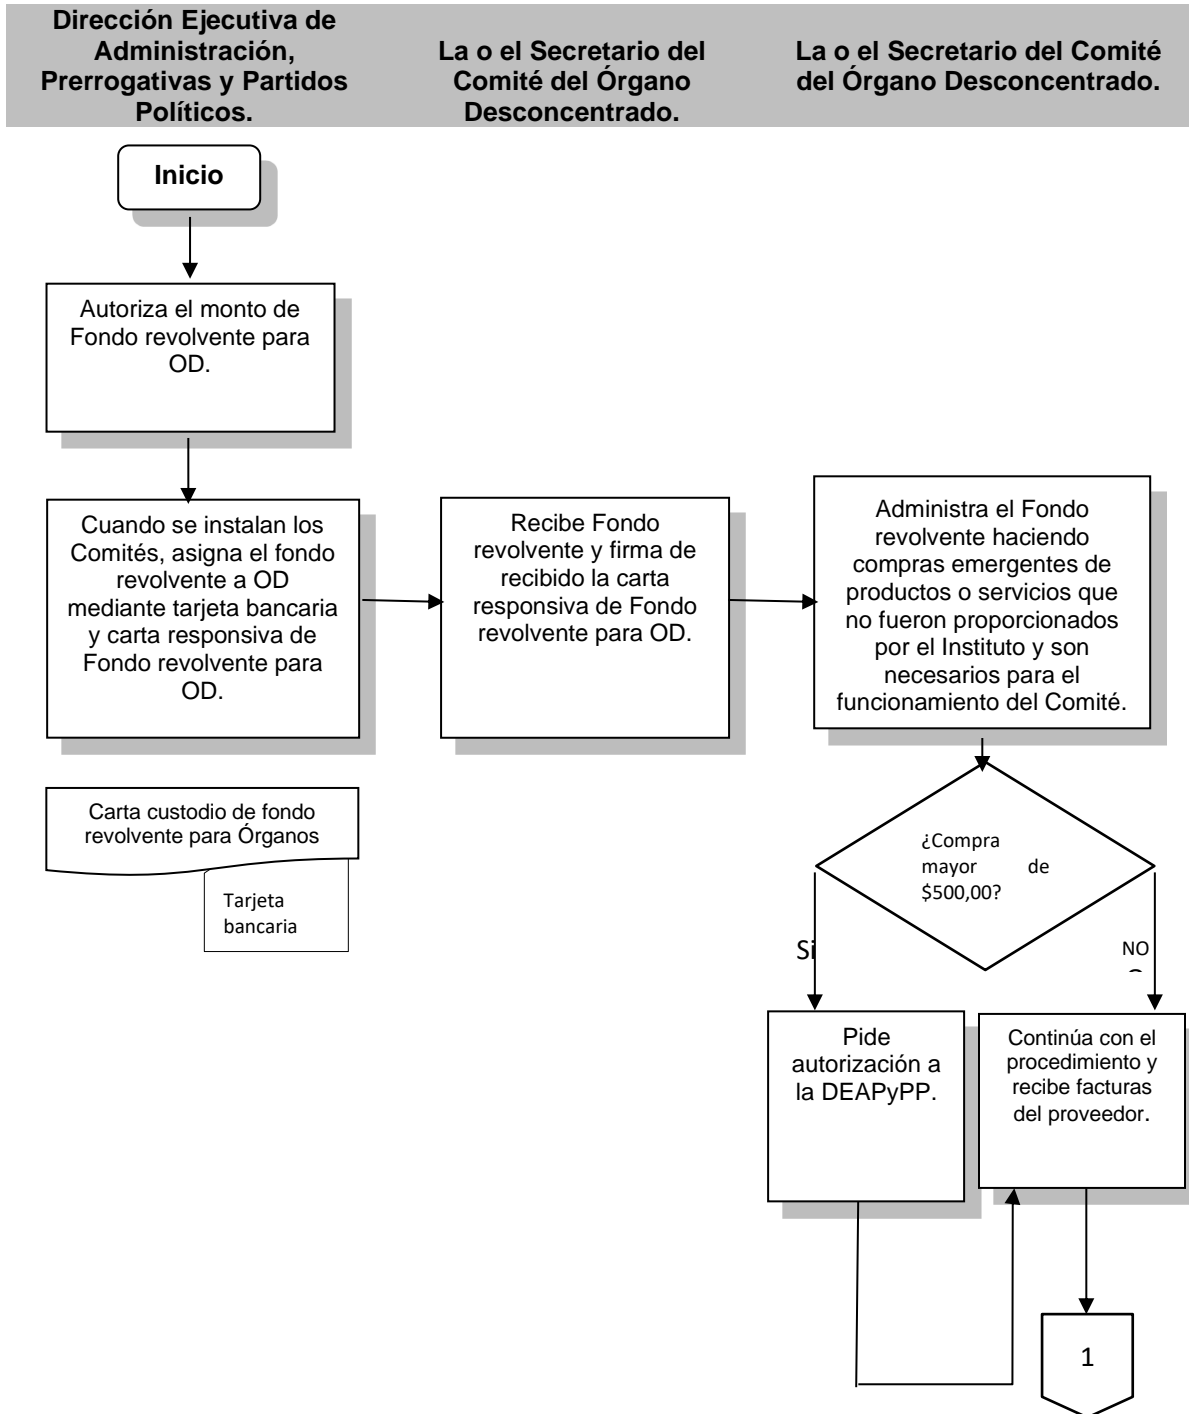 Dirección Ejecutiva de
Administración,
Prerrogativas y Partidos
Políticos.
La o el Secretario del
Comité del Órgano
Desconcentrado.
La o el Secretario del Comité
del Órgano Desconcentrado.
Inicio
Autoriza el monto de
Fondo revolvente para
OD.
Cuando se instalan los
Comités, asigna el fondo
revolvente a OD
mediante tarjeta bancaria
y carta responsiva de
Fondo revolvente para
OD.
Recibe Fondo
revolvente y firma de
recibido la carta
responsiva de Fondo
revolvente para OD.
Administra el Fondo
revolvente haciendo
compras emergentes de
productos o servicios que
no fueron proporcionados
por el Instituto y son
necesarios para el
funcionamiento del Comité.
Carta custodio de fondo
revolvente para Órganos
Tarjeta
bancaria
¿Compra
mayor de
$500,00?
Si
NO
Pide
autorización a
la DEAPyPP.
Continúa con el
procedimiento y
recibe facturas
del proveedor.
1